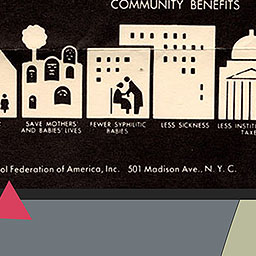 COMMUNITY BENEFITS
SAVE MOTHERS' FEWER SYPHILITIC LESS SICKNESS LESS INSTIT
AND BABIES' LIVES BABIES TAXE
ol Federation of America, Inc. 501 Madison Ave., N. Y. C.